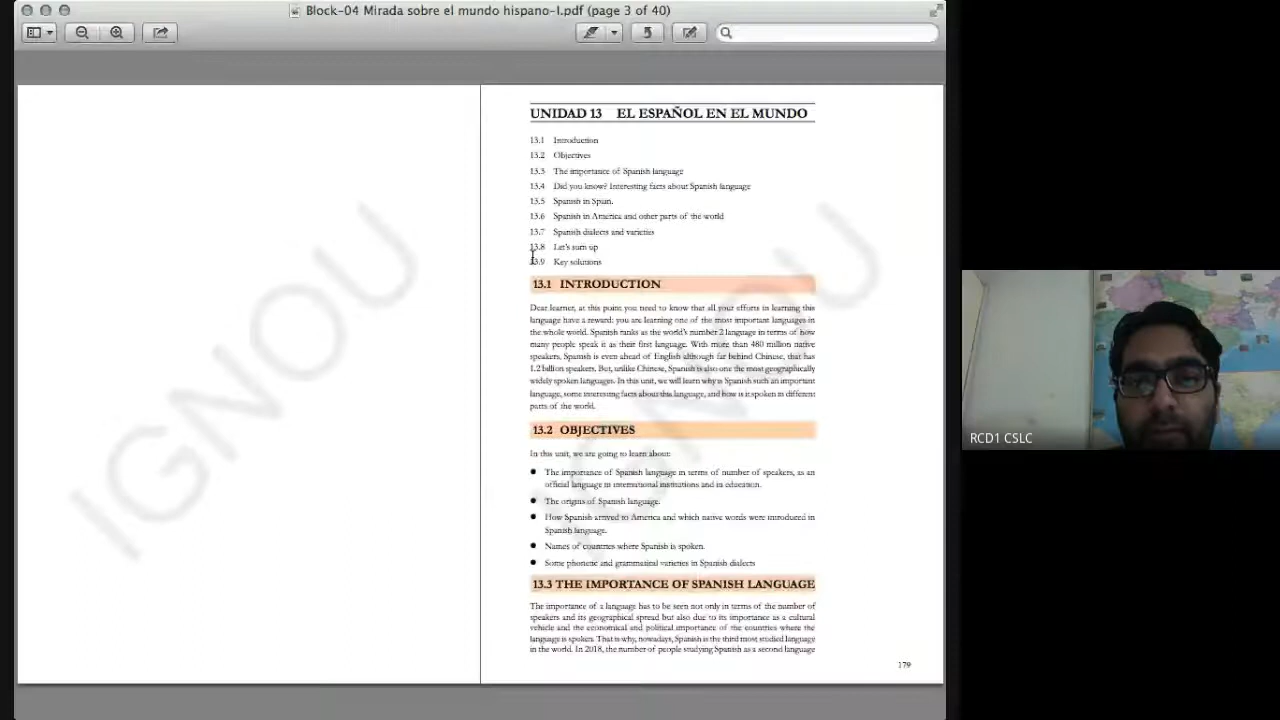 Block-04 Mirada sobre el mundo hispano-I.pdf (page 3 of 40)
UNIDAD 13 EL ESPAÑOL EN EL MUNDO
13.1 Introduction
13.2 Objectives
13.3 The importance of Spanish language
13.4 Did you know? Interesting facts about Spanish language
13.5 Spanish in Spain.
13.6 Spanish in America and other parts of the world
13.7 Spanish dialects and varieties
13.8 Let's sum up
13.9 Key solutions
13.1 INTRODUCTION
Dear learner, at this point you need to know that all your efforts in learning this
language have a reward: you are learning one of the most important languages in
the whole world. Spanish ranks as the world's number 2 language in terms of how
many people speak it as their first language. With more than 480 million native
speakers, Spanish is even ahead of English although far behind Chinese, that has
1.2 billion speakers. But, unlike Chinese, Spanish is also one the most geographically
widely spoken languages. In this unit, we will learn why is Spanish such an important
language, some interesting facts about this language, and how is it spoken in different
parts of the world.
13.2 OBJECTIVES
In this unit, we are going to learn about:
● The importance of Spanish language in terms of number of speakers, as an
official language in international institutions and in education.
● The origins of Spanish language.
● How Spanish arrived to America and which native words were introduced in
Spanish language.
● Names of countries where Spanish is spoken.
● Some phonetic and grammatical varieties in Spanish dialects
13.3 THE IMPORTANCE OF SPANISH LANGUAGE
The importance of a language has to be seen not only in terms of the number of
speakers and its geographical spread but also due to its importance as a cultural
vehicle and the economical and political importance of the countries where the
language is spoken. That is why, nowadays, Spanish is the third most studied language
in the world. In 2018, the number of people studying Spanish as a second language
179
IGNOU
IGNOU
RCD1 CSLC